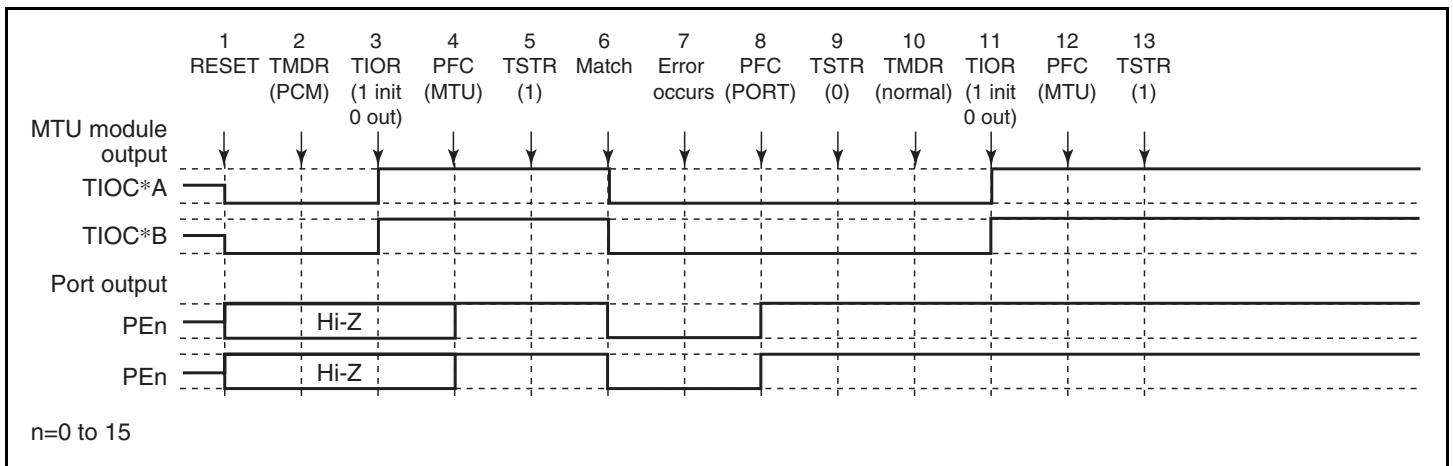 1 2 3 4 5 6 7 8 9 10 11 12 13
RESET TMDR TIOR PFC TSTR Match Error PFC TSTR TMDR TIOR PFC TSTR
(PCM) (1 init (MTU) (1) occurs (PORT) (0) (normal) (1 init (MTU) (1)
0 out) 0 out)
MTU module
output
TIOC*A
TIOC*B
Port output
PEn Hi-Z
PEn Hi-Z
n=0 to 15